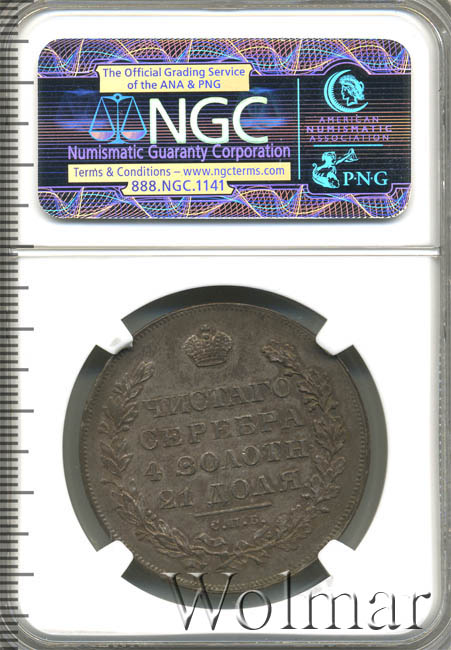 The Official Grading Service
of the ANA & PNG
NGC
Numismatic Guaranty Corporation
Terms & Conditions – www.ngcterms.com
888.NGC.1141
AMERICAN
NUMISMATIC
ASSOCIATION
P·N·G
ЧИСТАГО
СЕРЕБРА
4 ЗОЛОТН
21 ДОЛЯ
С.П.Б.
Wolmar